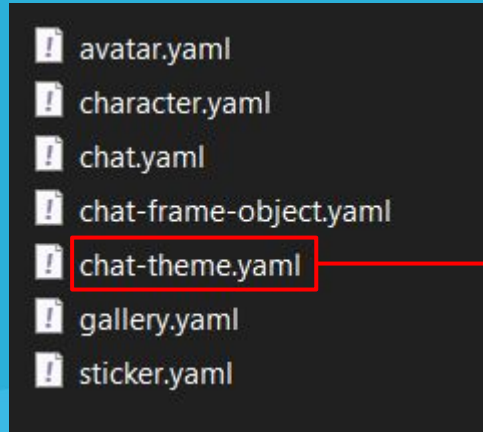 avatar.yaml
character.yaml
chat.yaml
chat-frame-object.yaml
chat-theme.yaml
gallery.yaml
sticker.yaml